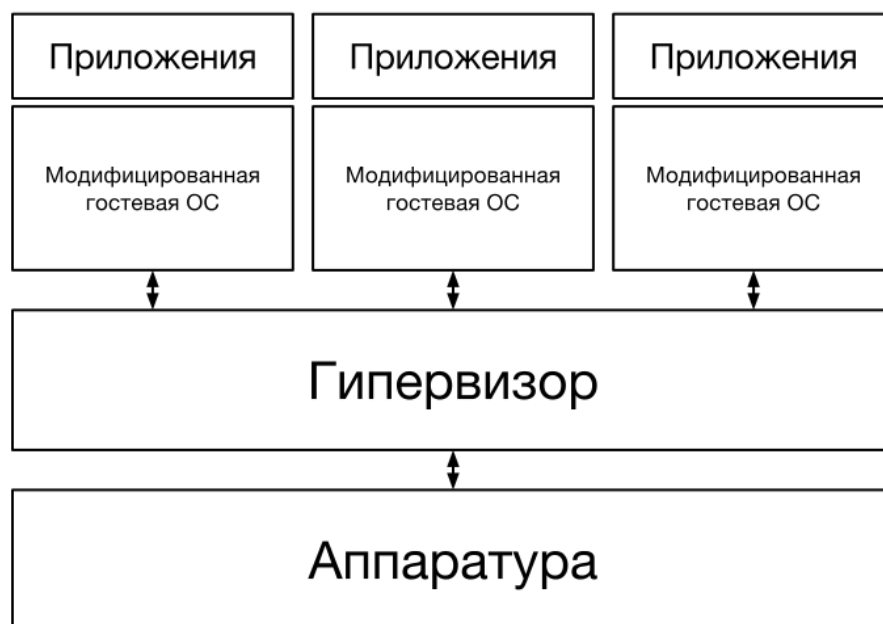 Приложения
Приложения
Приложения
Модифицированная
гостевая ОС
Модифицированная
гостевая ОС
Модифицированная
гостевая ОС
Гипервизор
Аппаратура